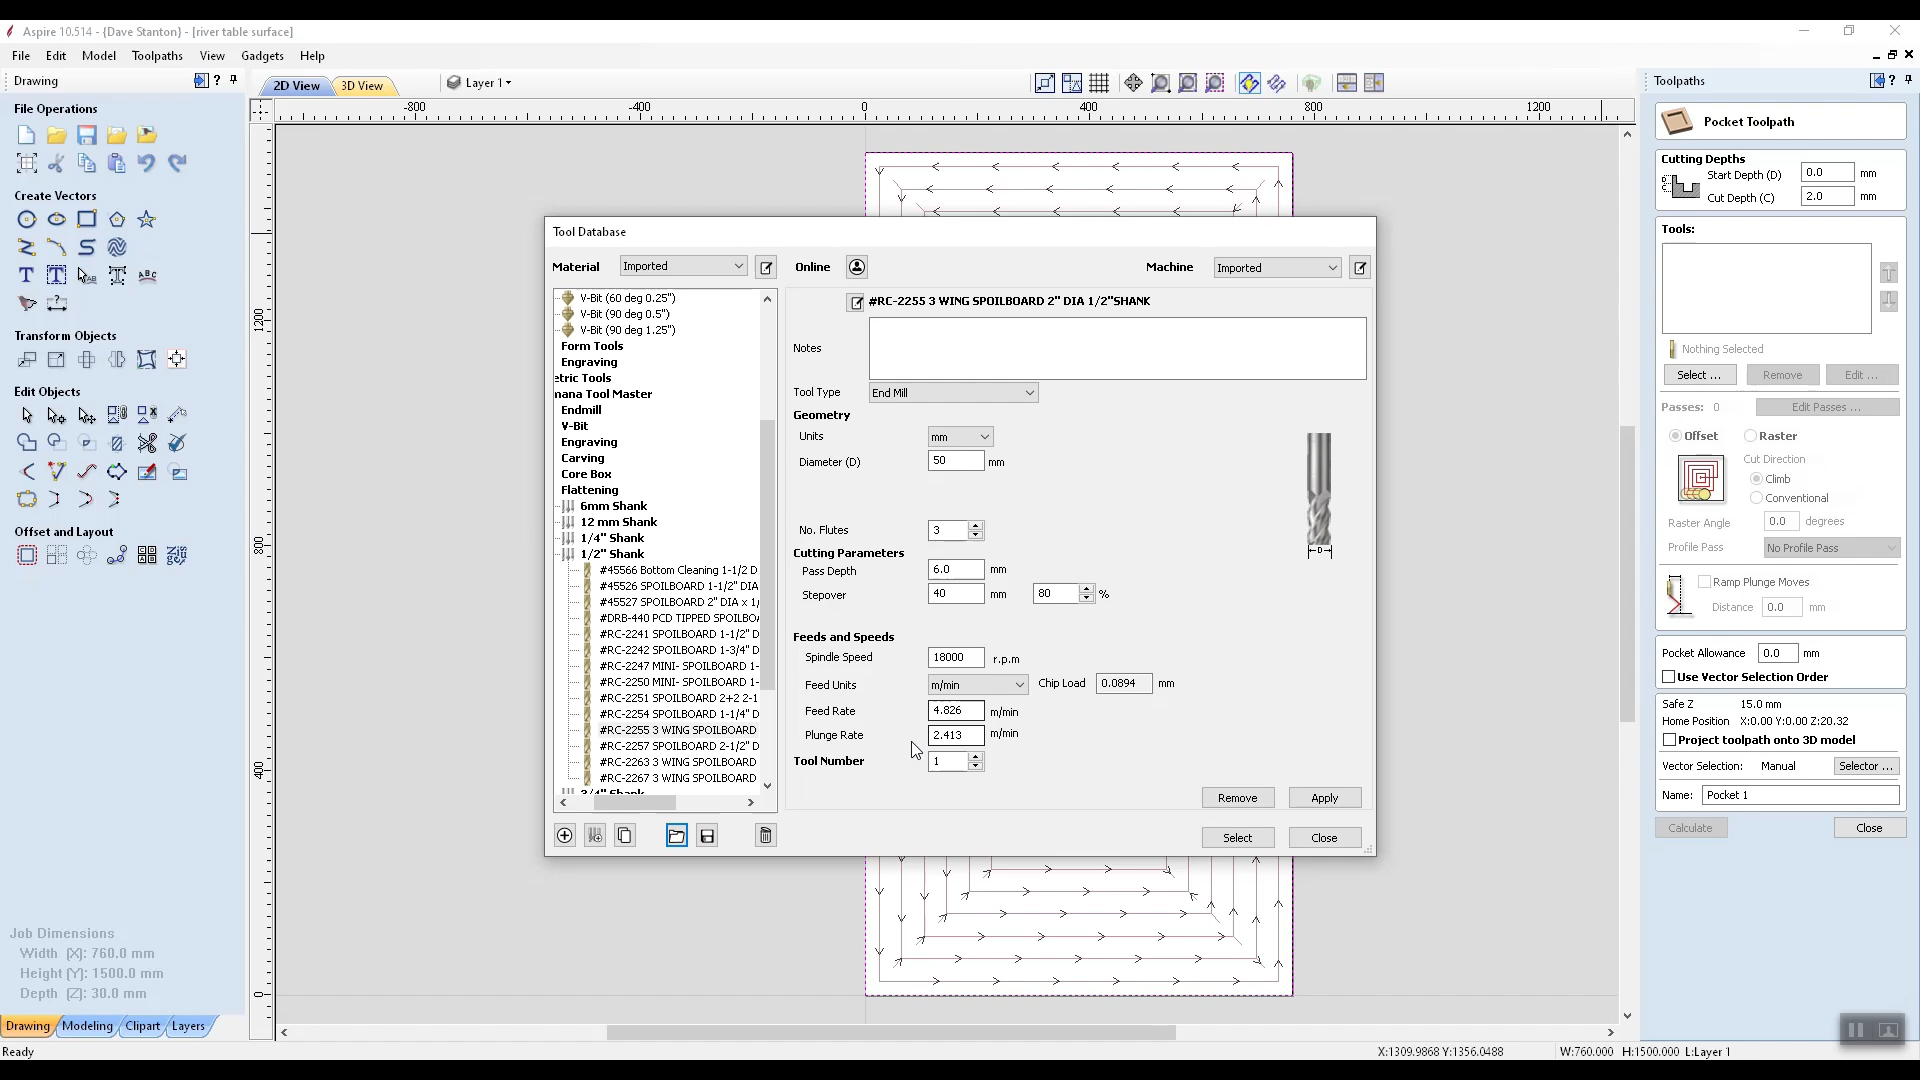 Aspire 10.514 - {Dave Stanton} - [river table surface]
File Edit Model Toolpaths View Gadgets Help
Drawing
2D View 3D View
Layer 1
File Operations
Create Vectors
Transform Objects
Edit Objects
Offset and Layout
Job Dimensions
Width (X): 760.0 mm
Height (Y): 1500.0 mm
Depth (Z): 30.0 mm
Drawing Modeling Clipart Layers
Ready
-800 -400 0 400 800 1200
1200
800
400
0
Tool Database
Material Imported
Online
Machine Imported
V-Bit (60 deg 0.25")
V-Bit (90 deg 0.5")
V-Bit (90 deg 1.25")
Form Tools
Engraving
etric Tools
nana Tool Master
Endmill
V-Bit
Engraving
Carving
Core Box
Flattening
6mm Shank
12 mm Shank
1/4" Shank
1/2" Shank
#45566 Bottom Cleaning 1-1/2 D
#45526 SPOILBOARD 1-1/2" DIA
#45527 SPOILBOARD 2" DIA x 1/
#DRB-440 PCD TIPPED SPOILBO
#RC-2241 SPOILBOARD 1-1/2" D
#RC-2242 SPOILBOARD 1-3/4" D
#RC-2247 MINI- SPOILBOARD 1-
#RC-2250 MINI- SPOILBOARD 1-
#RC-2251 SPOILBOARD 2+2 2-1
#RC-2254 SPOILBOARD 1-1/4" D
#RC-2255 3 WING SPOILBOARD
#RC-2257 SPOILBOARD 2-1/2" D
#RC-2263 3 WING SPOILBOARD
#RC-2267 3 WING SPOILBOARD
3/4" Shank
#RC-2255 3 WING SPOILBOARD 2" DIA 1/2"SHANK
Notes
Tool Type End Mill
Geometry
Units mm
Diameter (D) 50 mm
No. Flutes 3
D
Cutting Parameters
Pass Depth 6.0 mm
Stepover 40 mm 80 %
Feeds and Speeds
Spindle Speed 18000 r.p.m
Feed Units m/min Chip Load 0.0894 mm
Feed Rate 4.826 m/min
Plunge Rate 2.413 m/min
Tool Number 1
Remove Apply
Select Close
Toolpaths
Pocket Toolpath
Cutting Depths
Start Depth (D) 0.0 mm
Cut Depth (C) 2.0 mm
Tools:
Nothing Selected
Select ... Remove Edit ...
Passes: 0 Edit Passes ...
Offset Raster
Cut Direction
Climb
Conventional
Raster Angle 0.0 degrees
Profile Pass No Profile Pass
Ramp Plunge Moves
Distance 0.0 mm
Pocket Allowance 0.0 mm
Use Vector Selection Order
Safe Z 15.0 mm
Home Position X:0.00 Y:0.00 Z:20.32
Project toolpath onto 3D model
Vector Selection: Manual Selector ...
Name: Pocket 1
Calculate Close
X:1309.9868 Y:1356.0488 W:760.000 H:1500.000 L:Layer 1